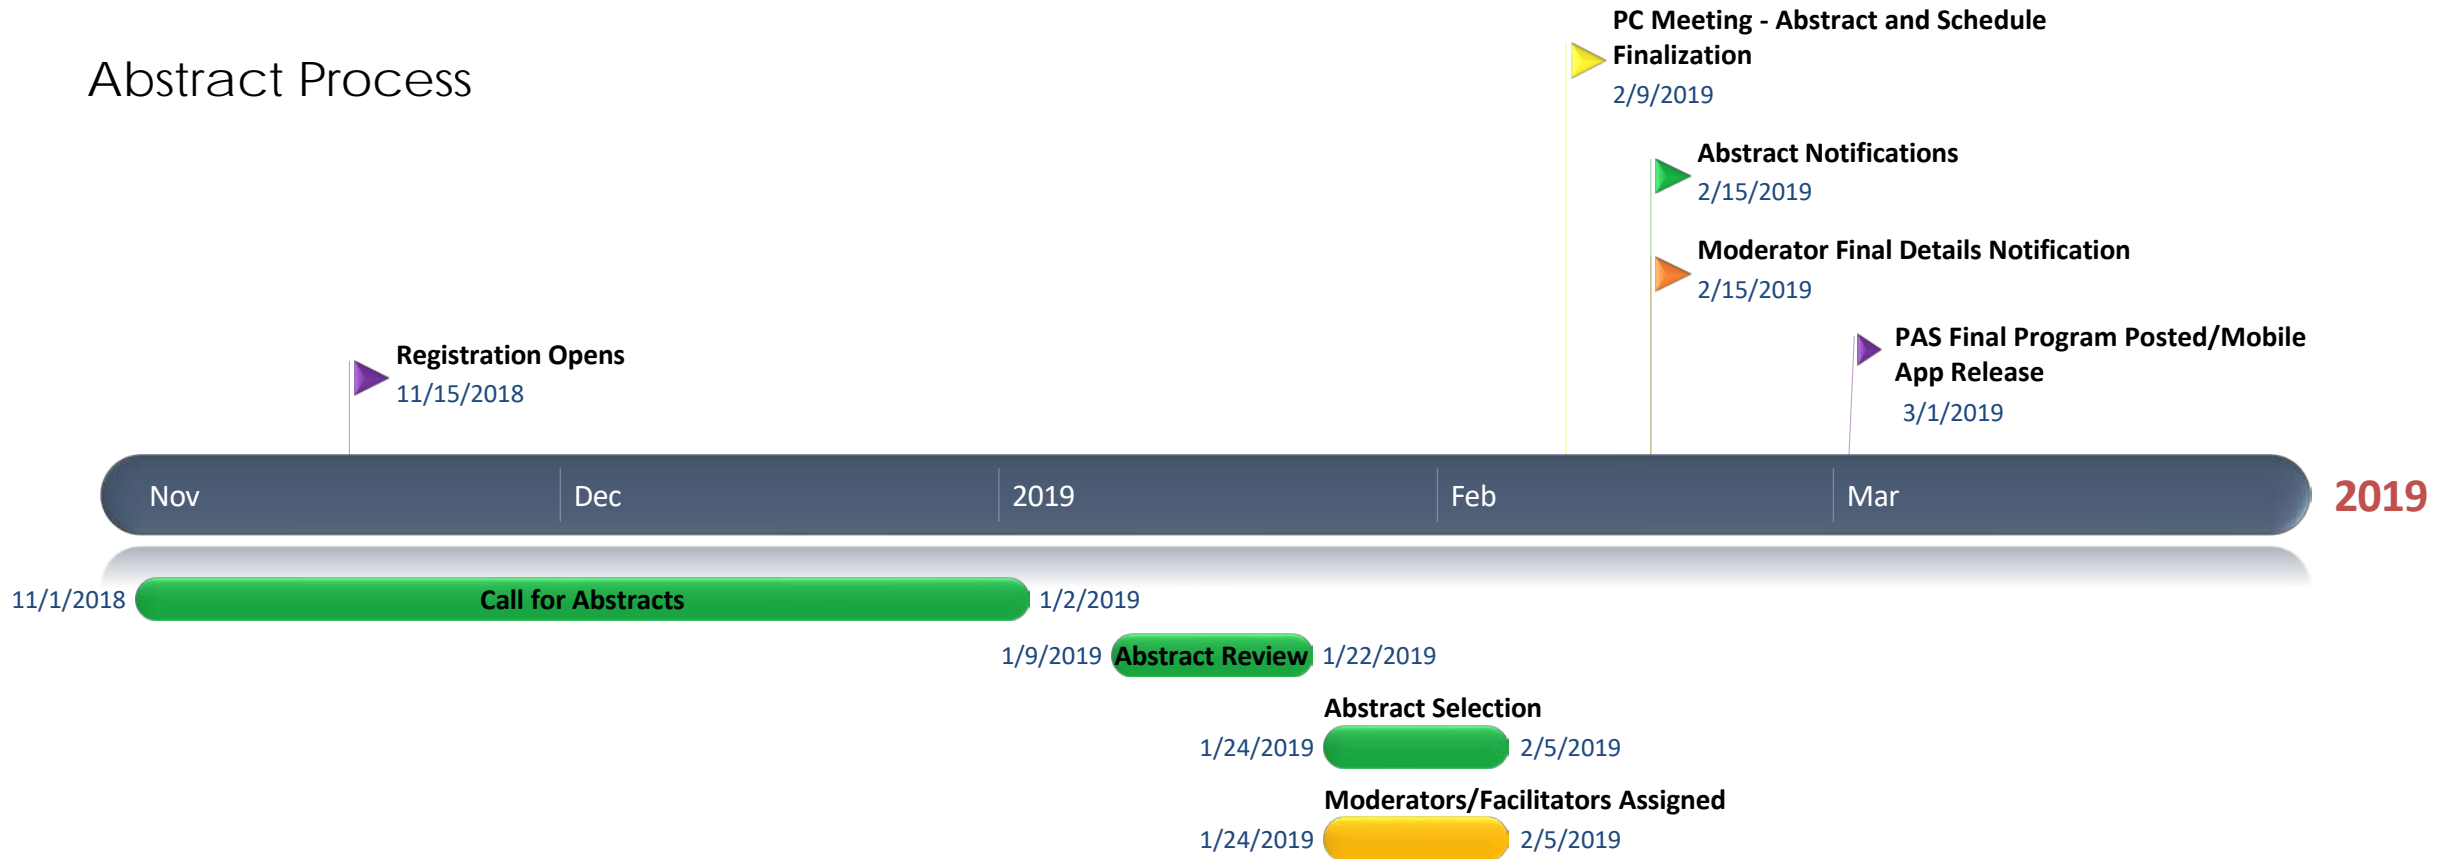 Abstract Process
PC Meeting - Abstract and Schedule
Finalization
2/9/2019
Abstract Notifications
2/15/2019
Moderator Final Details Notification
2/15/2019
Registration Opens
11/15/2018
PAS Final Program Posted/Mobile
App Release
3/1/2019
Nov Dec 2019 Feb Mar 2019
11/1/2018 Call for Abstracts 1/2/2019
1/9/2019 Abstract Review 1/22/2019
Abstract Selection
1/24/2019 2/5/2019
Moderators/Facilitators Assigned
1/24/2019 2/5/2019